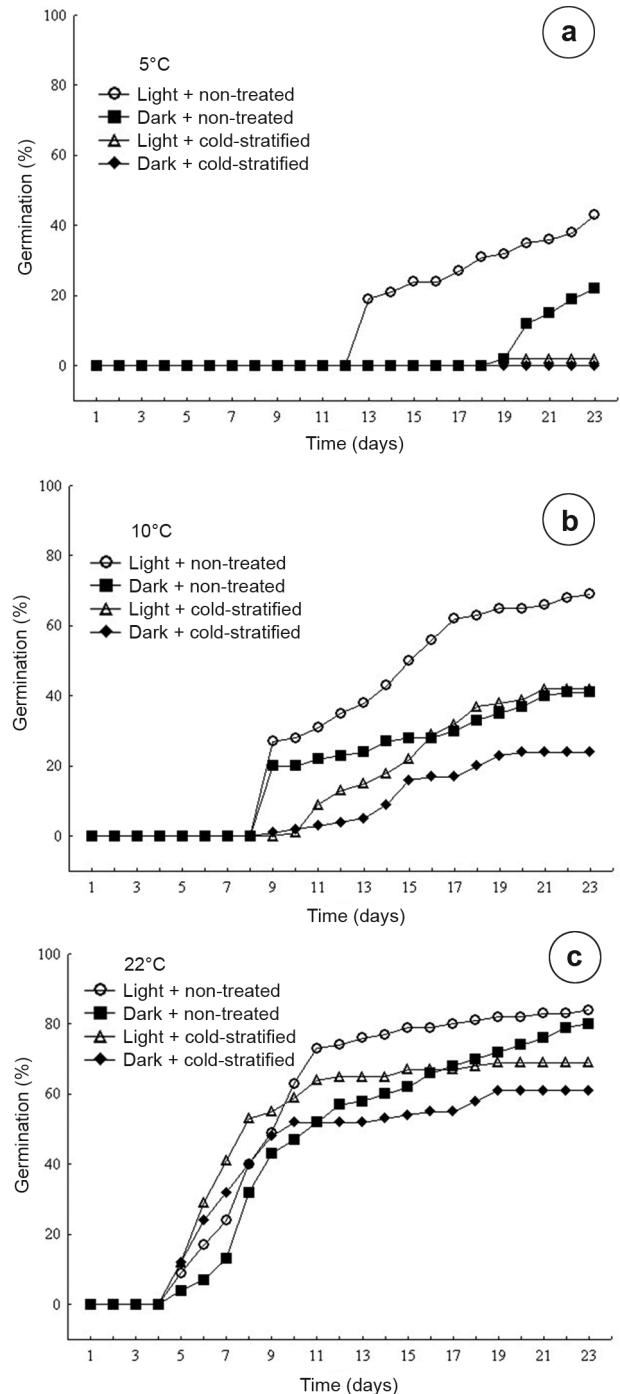 a
100
5°C
Light + non-treated
Dark + non-treated
Light + cold-stratified
Dark + cold-stratified
80
60
40
20
0
Germination (%)
1 3 5 7 9 11 13 15 17 19 21 23
Time (days)
b
100
10°C
Light + non-treated
Dark + non-treated
Light + cold-stratified
Dark + cold-stratified
80
60
40
20
0
Germination (%)
1 3 5 7 9 11 13 15 17 19 21 23
Time (days)
c
100
22°C
Light + non-treated
Dark + non-treated
Light + cold-stratified
Dark + cold-stratified
80
60
40
20
0
Germination (%)
1 3 5 7 9 11 13 15 17 19 21 23
Time (days)